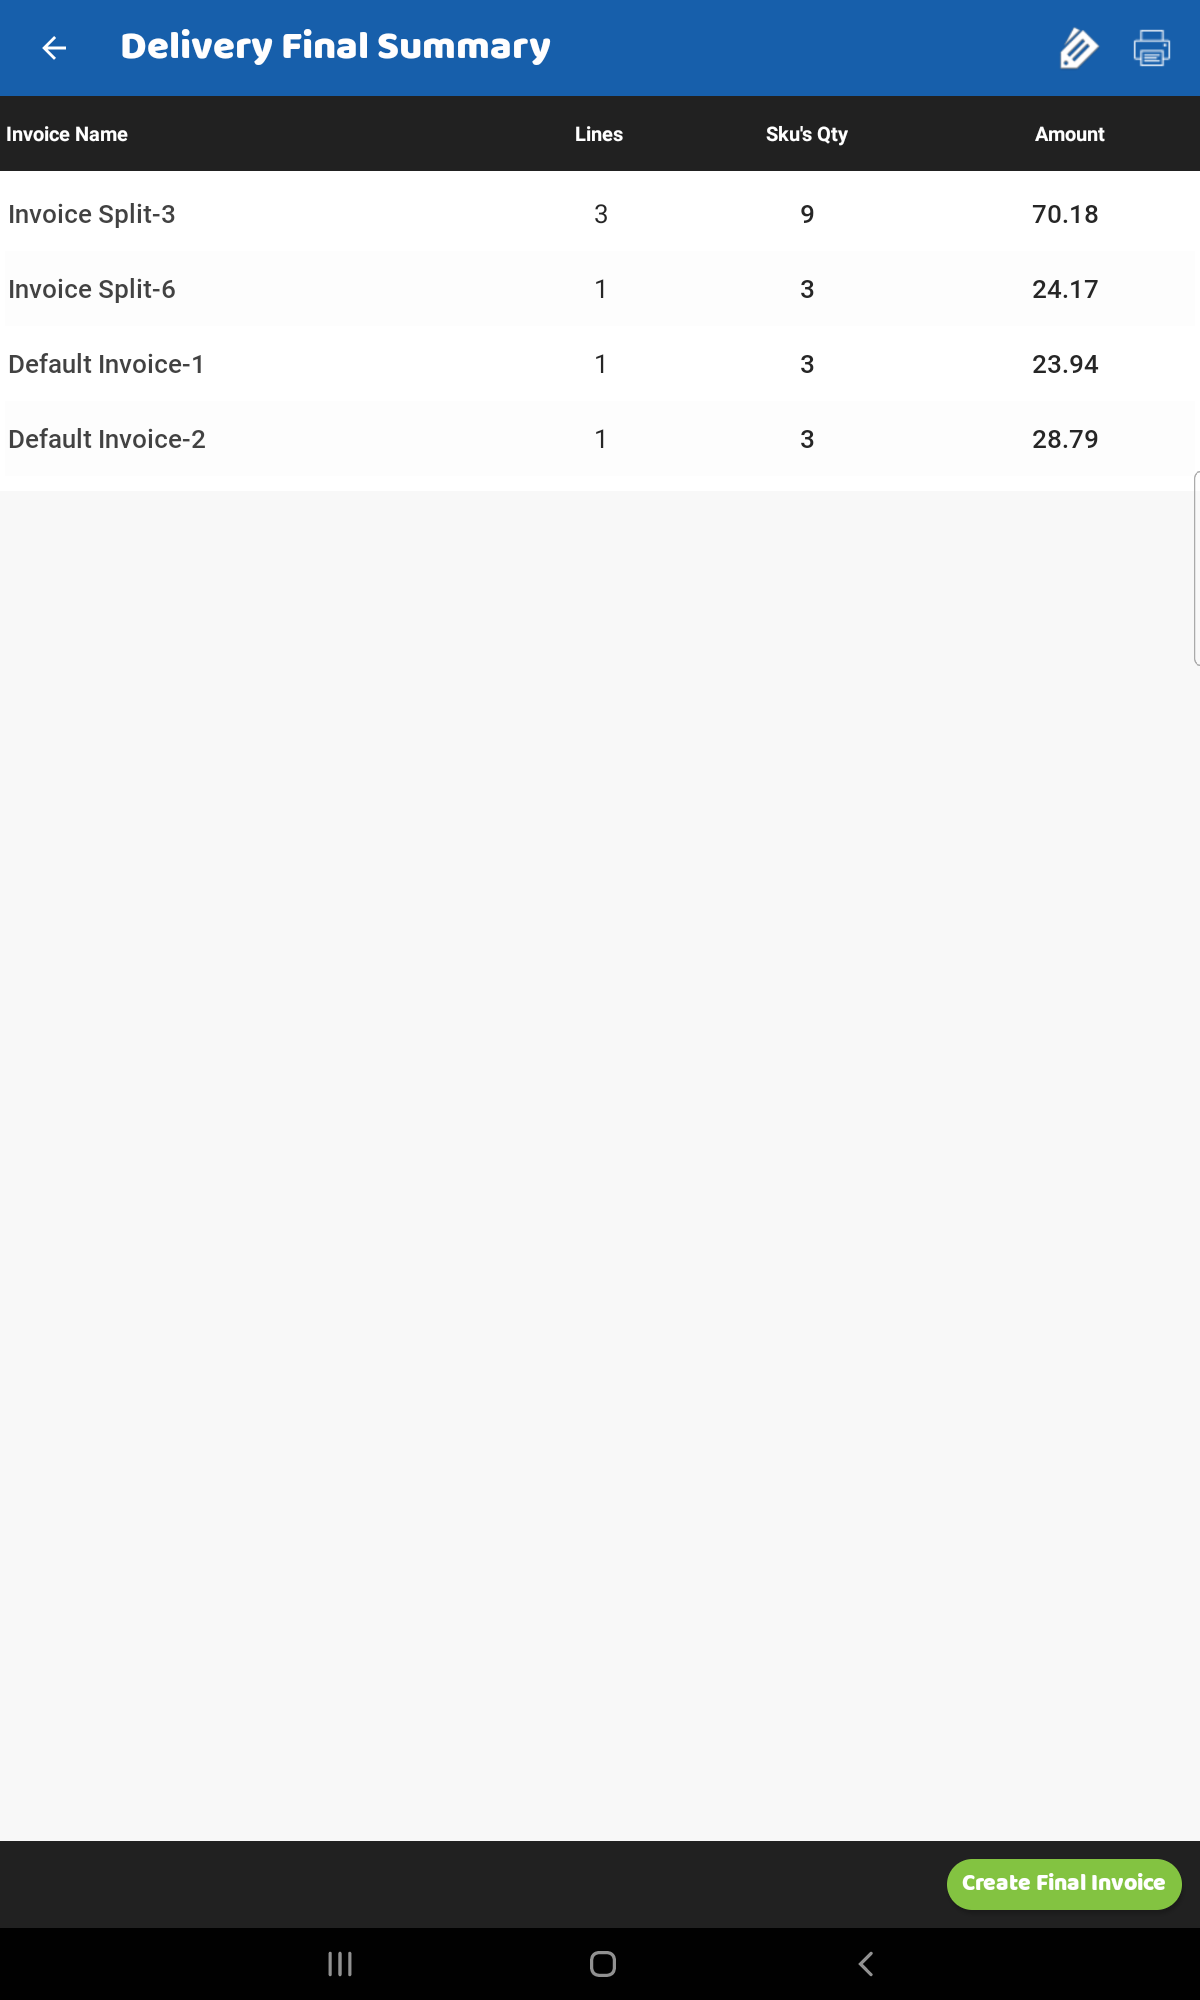 Delivery Final Summary
Invoice Name Lines Sku's Qty Amount
Invoice Split-3 3 9 70.18
Invoice Split-6 1 3 24.17
Default Invoice-1 1 3 23.94
Default Invoice-2 1 3 28.79
Create Final Invoice